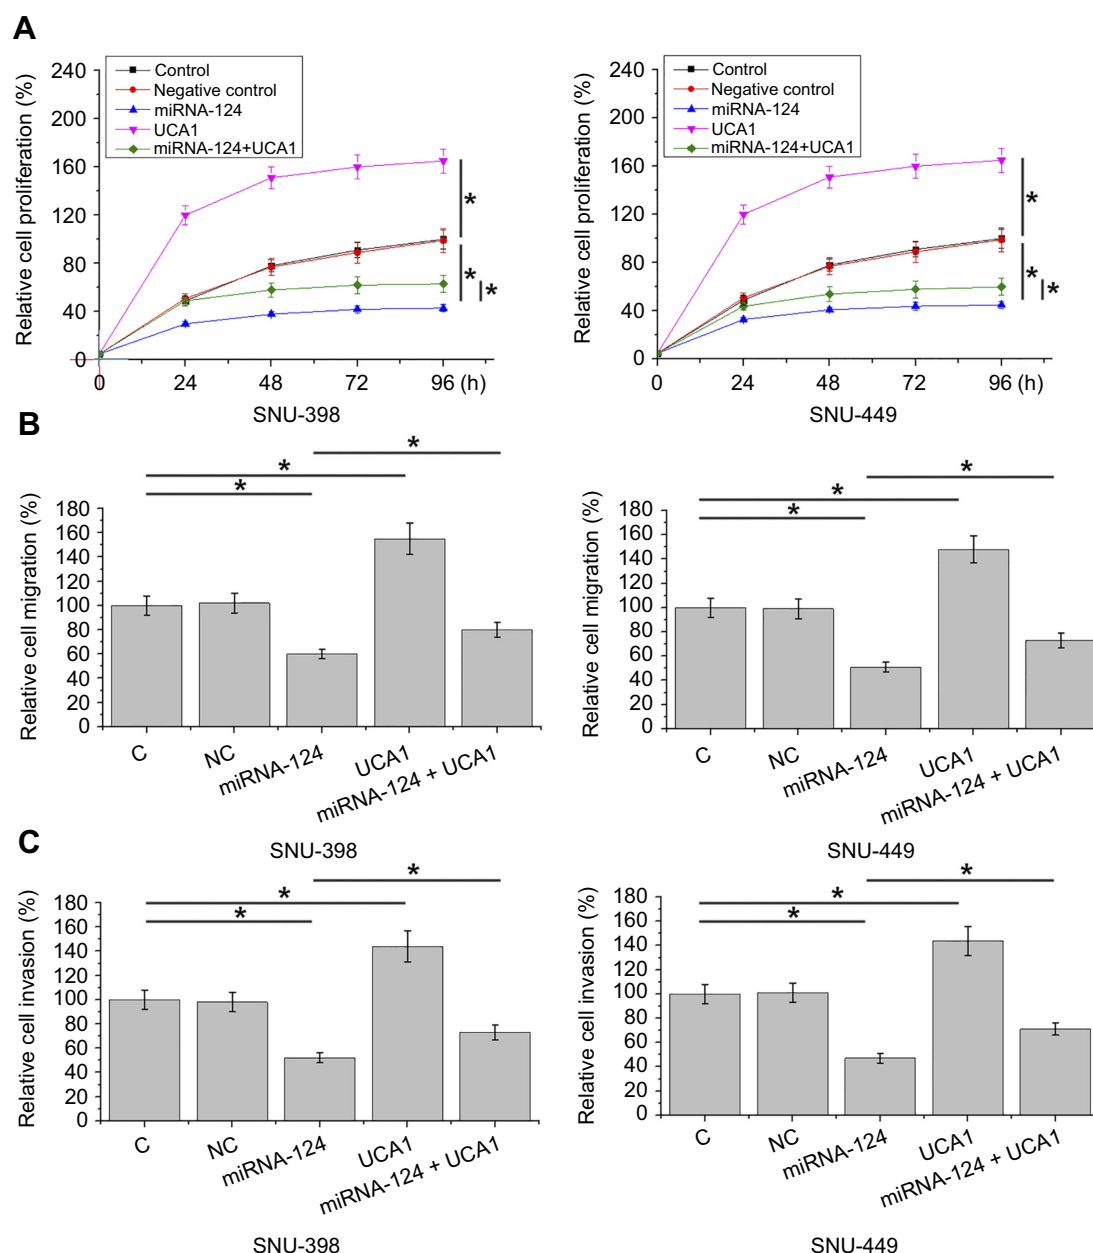 A
Relative cell proliferation (%)
240
200
160
120
80
40
0
Control
Negative control
miRNA-124
UCA1
miRNA-124+UCA1
*
*
*
0 24 48 72 96 (h)
SNU-398
Relative cell proliferation (%)
240
200
160
120
80
40
0
Control
Negative control
miRNA-124
UCA1
miRNA-124+UCA1
*
*
*
0 24 48 72 96 (h)
SNU-449
B
Relative cell migration (%)
*
*
*
180
160
140
120
100
80
60
40
20
0
C
NC
miRNA-124
UCA1
miRNA-124 + UCA1
SNU-398
Relative cell migration (%)
*
*
*
180
160
140
120
100
80
60
40
20
0
C
NC
miRNA-124
UCA1
miRNA-124 + UCA1
SNU-449
C
Relative cell invasion (%)
*
*
*
180
160
140
120
100
80
60
40
20
0
C
NC
miRNA-124
UCA1
miRNA-124 + UCA1
SNU-398
Relative cell invasion (%)
*
*
*
180
160
140
120
100
80
60
40
20
0
C
NC
miRNA-124
UCA1
miRNA-124 + UCA1
SNU-449